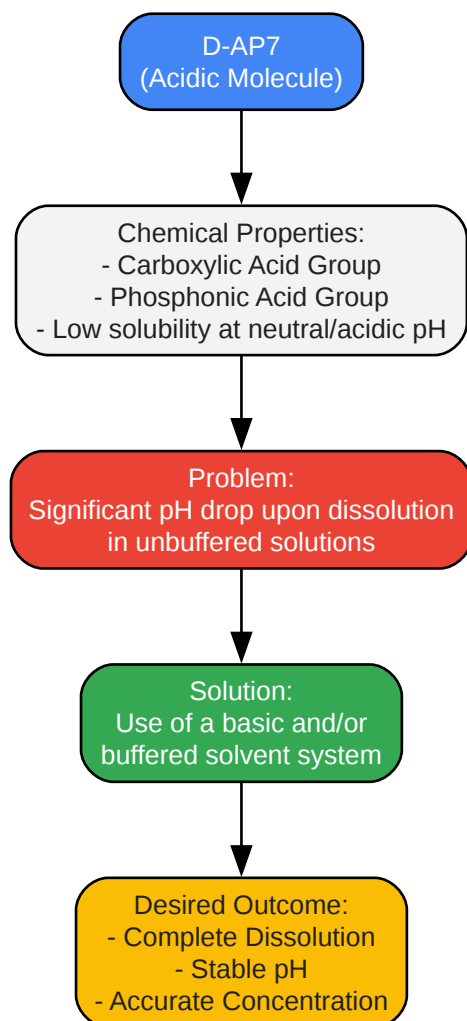 D-AP7
(Acidic Molecule)
Chemical Properties:
- Carboxylic Acid Group
- Phosphonic Acid Group
- Low solubility at neutral/acidic pH
Problem:
Significant pH drop upon dissolution
in unbuffered solutions
Solution:
Use of a basic and/or
buffered solvent system
Desired Outcome:
- Complete Dissolution
- Stable pH
- Accurate Concentration